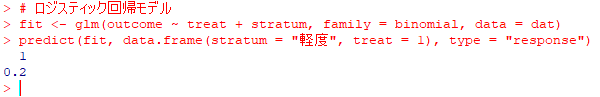 > # ロジスティック回帰モデル
> fit <- glm(outcome ~ treat + stratum, family = binomial, data = dat)
> predict(fit, data.frame(stratum = "軽度", treat = 1), type = "response")
1
0.2
>